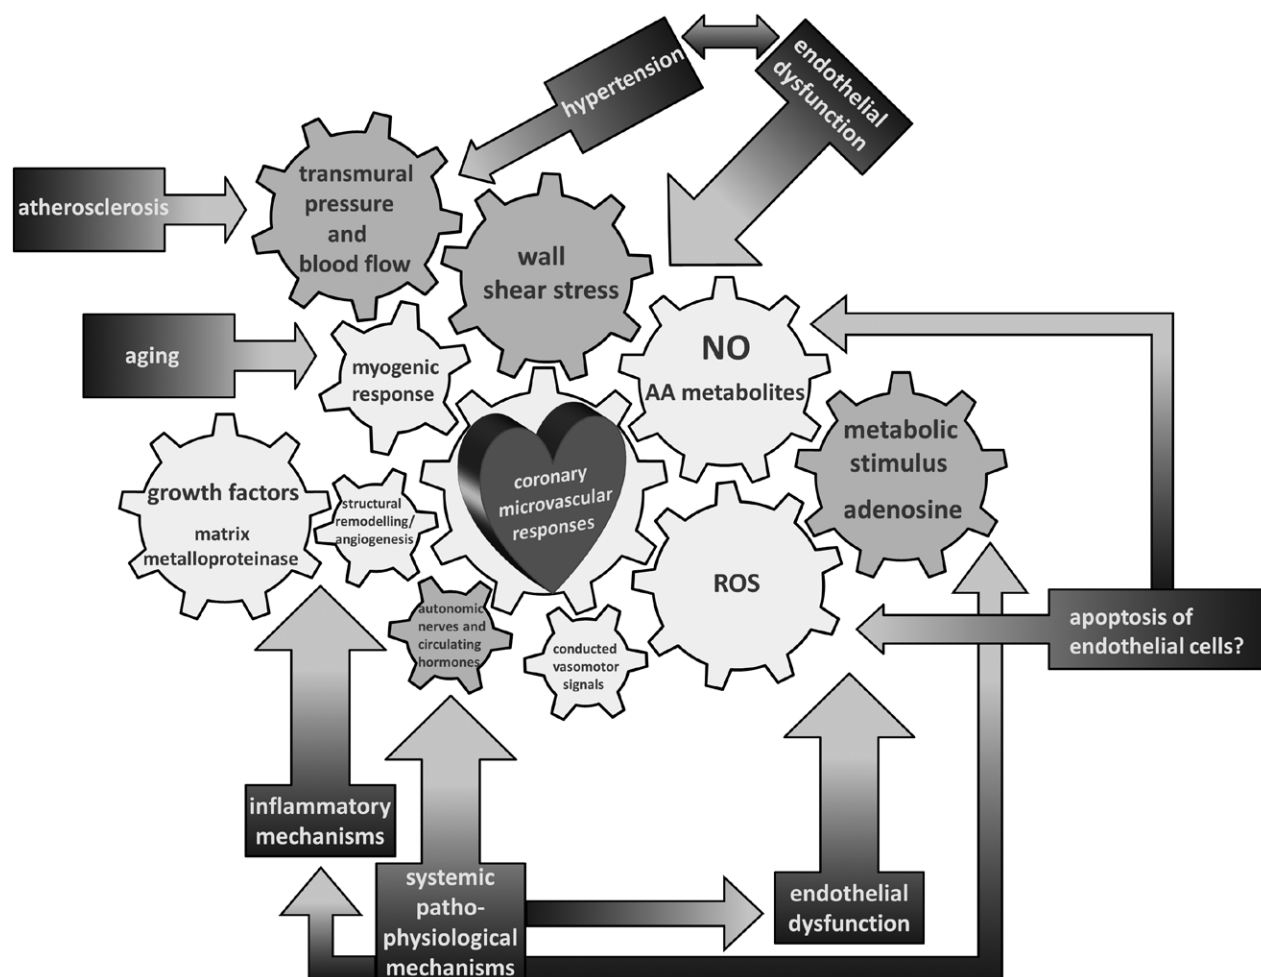 hypertension
endothelial
dysfunction
atherosclerosis
transmural
pressure
and
blood flow
wall
shear stress
aging
myogenic
response
NO
AA metabolites
metabolic
stimulus
adenosine
growth factors
matrix
metalloproteinase
structural
remodelling/
angiogenesis
coronary
microvascular
responses
ROS
autonomic
nerves and
circulating
hormones
conducted
vasomotor
signals
apoptosis of
endothelial cells?
inflammatory
mechanisms
systemic
patho-
physiological
mechanisms
endothelial
dysfunction